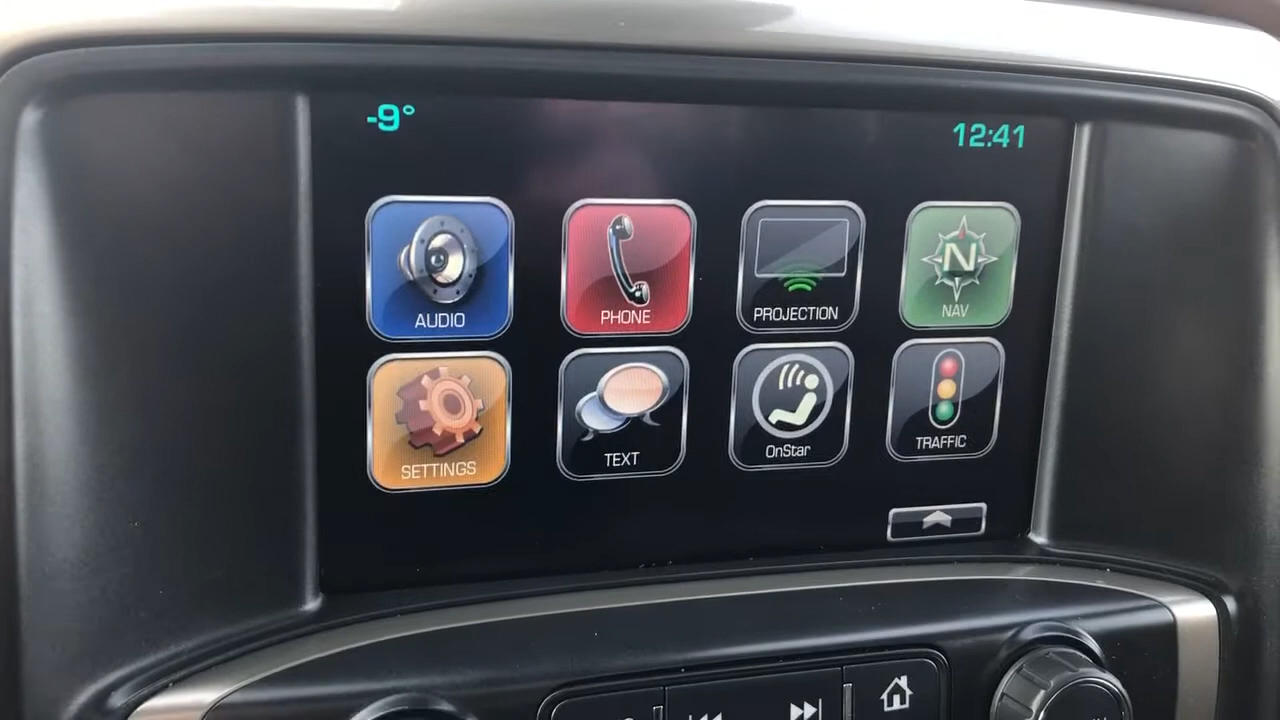 -9°
12:41
AUDIO
PHONE
PROJECTION
N
NAV
SETTINGS
TEXT
OnStar
TRAFFIC